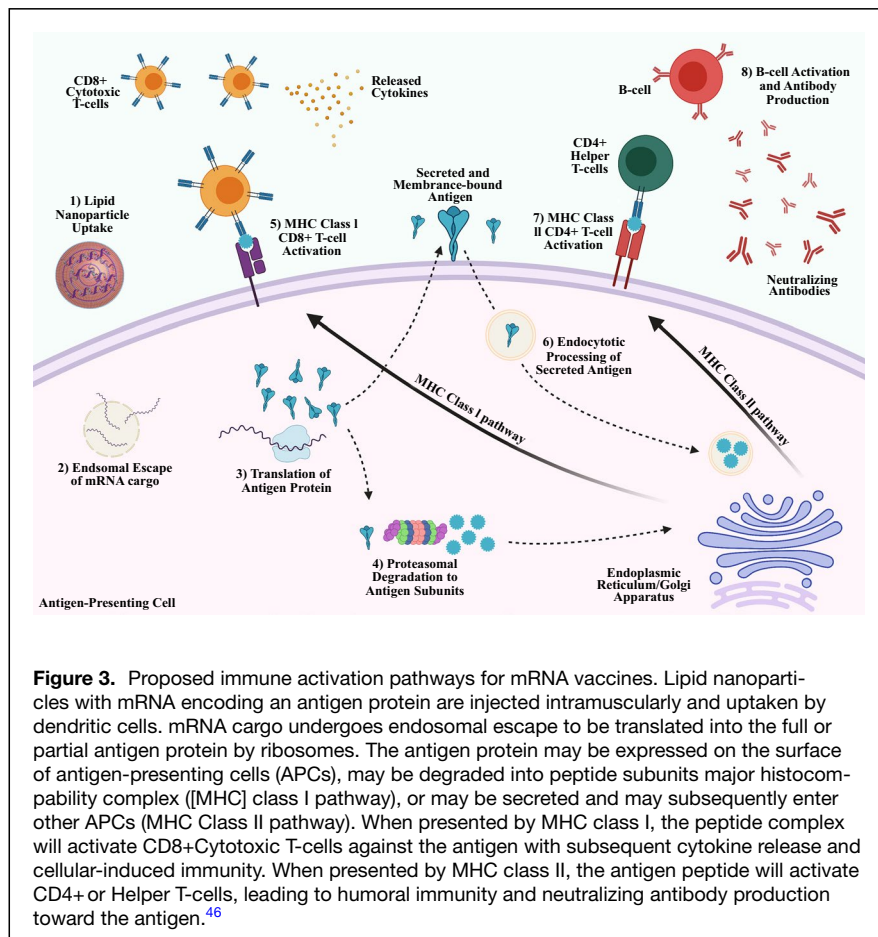 CD8+
Cytotoxic
T-cells
Released
Cytokines
B-cell
8) B-cell Activation
and Antibody
Production
CD4+
Helper
T-cells
1) Lipid
Nanoparticle
Uptake
5) MHC Class I
CD8+ T-cell
Activation
Secreted and
Membrance-bound
Antigen
7) MHC Class
II CD4+ T-cell
Activation
Neutralizing
Antibodies
MHC Class I pathway
6) Endocytotic
Processing of
Secreted Antigen
MHC Class II pathway
2) Endsomal Escape
of mRNA cargo
3) Translation of
Antigen Protein
4) Proteasomal
Degradation to
Antigen Subunits
Endoplasmic
Reticulum/Golgi
Apparatus
Antigen-Presenting Cell
Figure 3. Proposed immune activation pathways for mRNA vaccines. Lipid nanoparti-
cles with mRNA encoding an antigen protein are injected intramuscularly and uptaken by
dendritic cells. mRNA cargo undergoes endosomal escape to be translated into the full or
partial antigen protein by ribosomes. The antigen protein may be expressed on the surface
of antigen-presenting cells (APCs), may be degraded into peptide subunits major histocom-
pability complex ([MHC] class I pathway), or may be secreted and may subsequently enter
other APCs (MHC Class II pathway). When presented by MHC class I, the peptide complex
will activate CD8+Cytotoxic T-cells against the antigen with subsequent cytokine release and
cellular-induced immunity. When presented by MHC class II, the antigen peptide will activate
CD4+ or Helper T-cells, leading to humoral immunity and neutralizing antibody production
toward the antigen.46